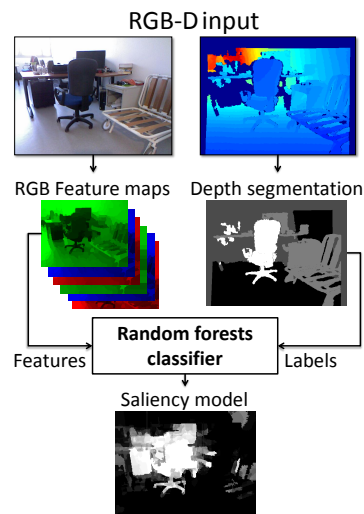 RGB-D input
RGB Feature maps
Depth segmentation
Random forests
classifier
Features
Labels
Saliency model